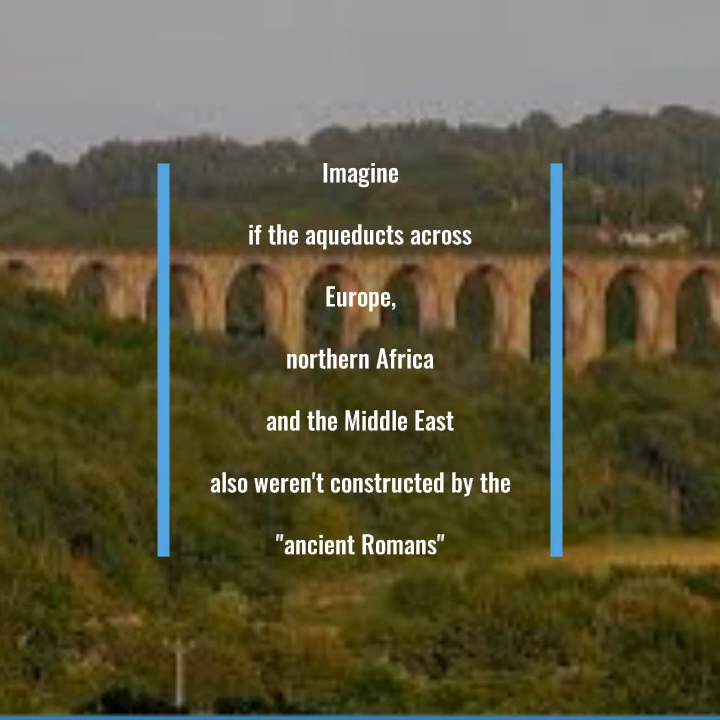 Imagine
if the aqueducts across
Europe,
northern Africa
and the Middle East
also weren't constructed by the
"ancient Romans"